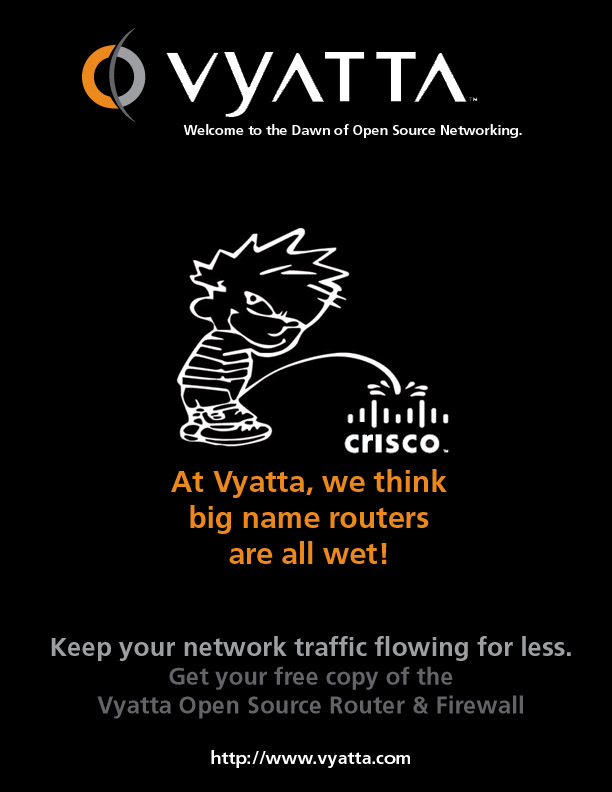 VYATTA™
Welcome to the Dawn of Open Source Networking.
crisco™
At Vyatta, we think
big name routers
are all wet!
Keep your network traffic flowing for less.
Get your free copy of the
Vyatta Open Source Router & Firewall
http://www.vyatta.com